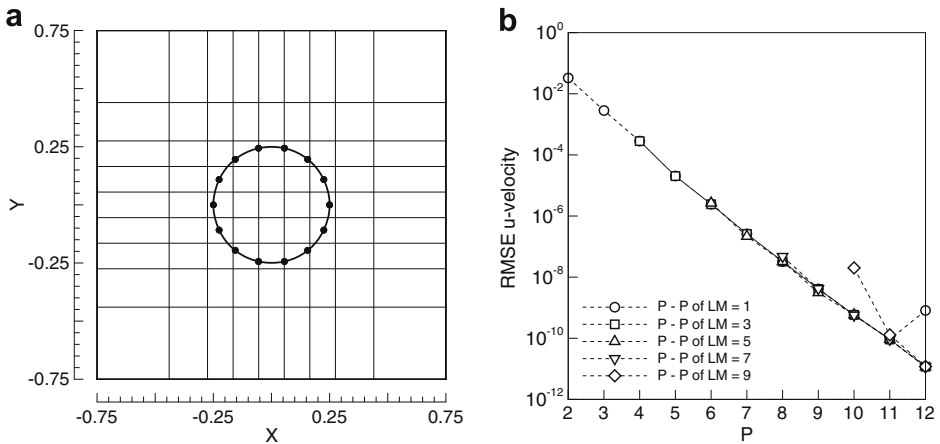 a
0.75
0.25
-0.25
-0.75
Y
-0.75
-0.25
0.25
0.75
X
b
10^0
10^-2
10^-4
10^-6
10^-8
10^-10
10^-12
RMSE u-velocity
P - P of LM = 1
P - P of LM = 3
P - P of LM = 5
P - P of LM = 7
P - P of LM = 9
2 3 4 5 6 7 8 9 10 11 12
P